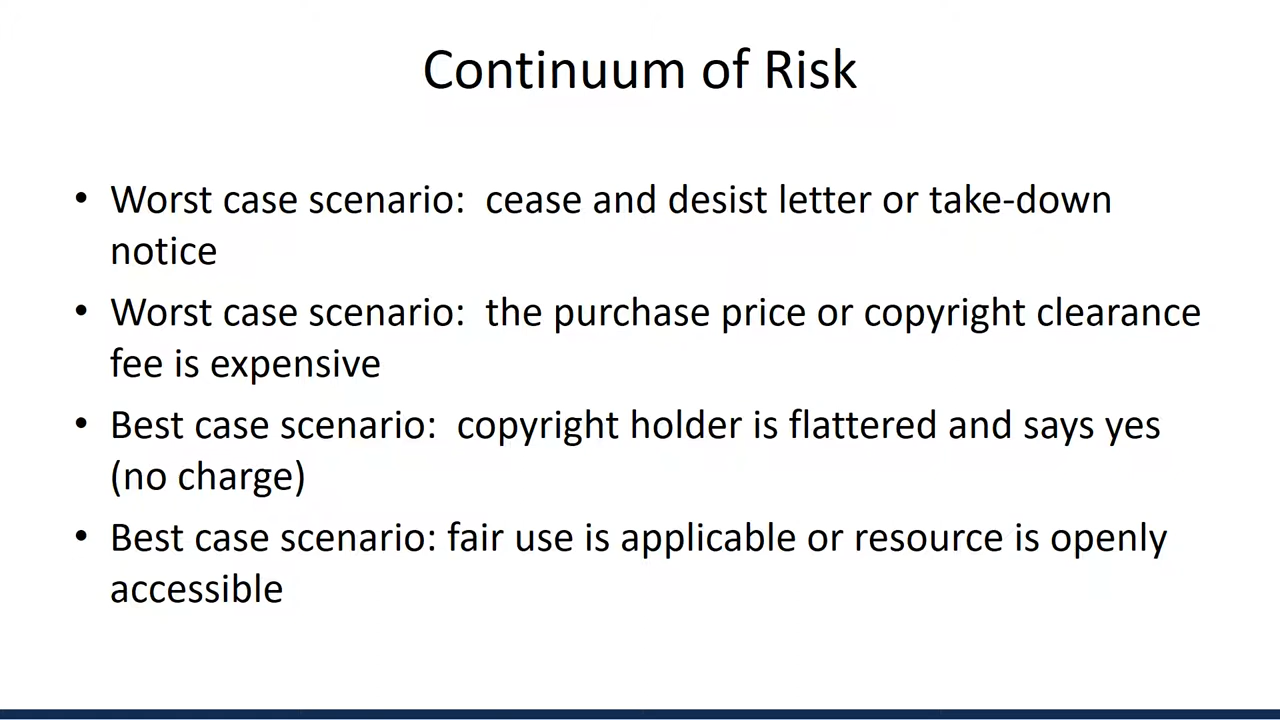 Continuum of Risk
• Worst case scenario:  cease and desist letter or take-down
notice
• Worst case scenario:  the purchase price or copyright clearance
fee is expensive
• Best case scenario:  copyright holder is flattered and says yes
(no charge)
• Best case scenario: fair use is applicable or resource is openly
accessible